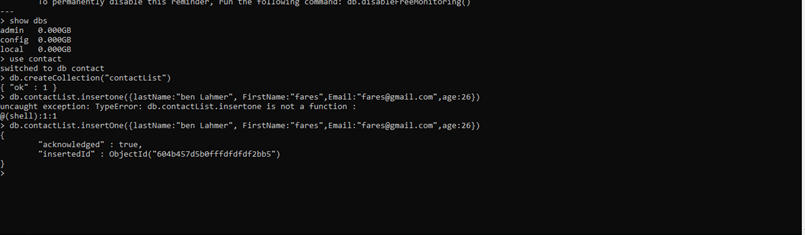 To permanently disable this reminder, run the following command: db.disableFreeMonitoring()
---
> show dbs
admin   0.000GB
config  0.000GB
local   0.000GB
> use contact
switched to db contact
> db.createCollection("contactList")
{ "ok" : 1 }
> db.contactList.insertone({lastName:"ben Lahmer", FirstName:"fares",Email:"fares@gmail.com",age:26})
uncaught exception: TypeError: db.contactList.insertone is not a function :
@(shell):1:1
> db.contactList.insertOne({lastName:"ben Lahmer", FirstName:"fares",Email:"fares@gmail.com",age:26})
{
        "acknowledged" : true,
        "insertedId" : ObjectId("604b457d5b0fffdfdfdf2bb5")
}
>